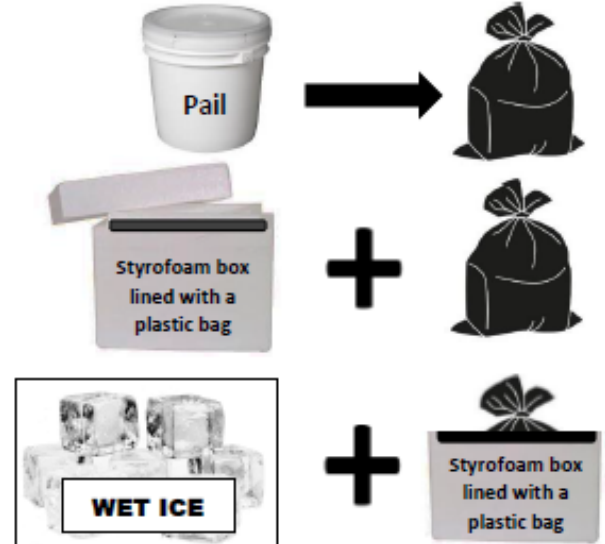 Pail
Styrofoam box
lined with a
plastic bag
WET ICE
Styrofoam box
lined with a
plastic bag